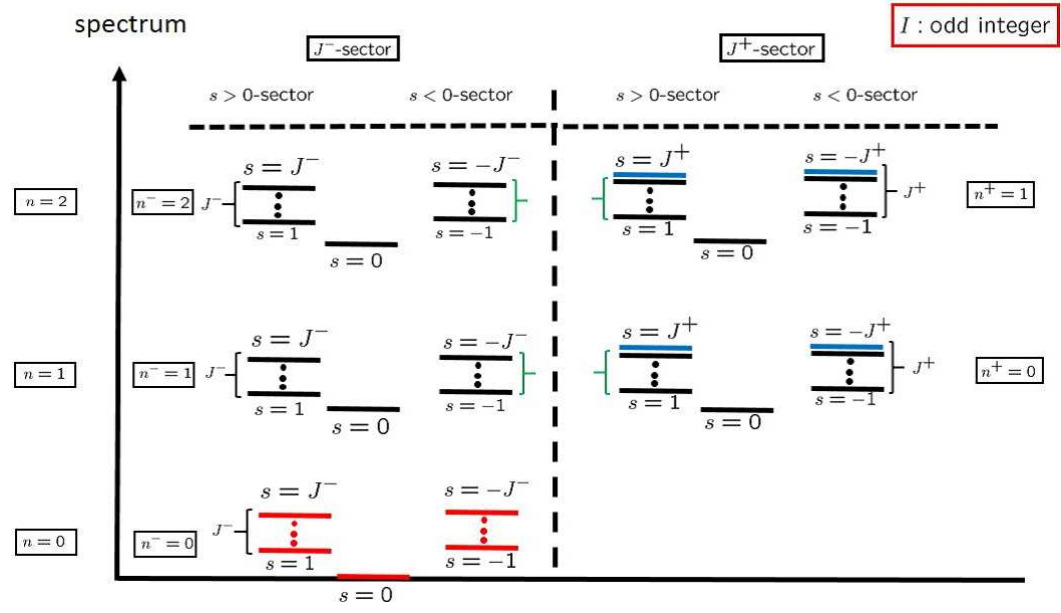 spectrum
J⁻-sector
J⁺-sector
I : odd integer
s > 0-sector
s < 0-sector
s > 0-sector
s < 0-sector
s = J⁻
s = −J⁻
s = J⁺
s = −J⁺
n = 2
n⁻ = 2
J⁻
J⁺
n⁺ = 1
s = 1
s = −1
s = 1
s = −1
s = 0
s = 0
s = J⁻
s = −J⁻
s = J⁺
s = −J⁺
n = 1
n⁻ = 1
J⁻
J⁺
n⁺ = 0
s = 1
s = −1
s = 1
s = −1
s = 0
s = 0
s = J⁻
s = −J⁻
n = 0
n⁻ = 0
J⁻
s = 1
s = −1
s = 0